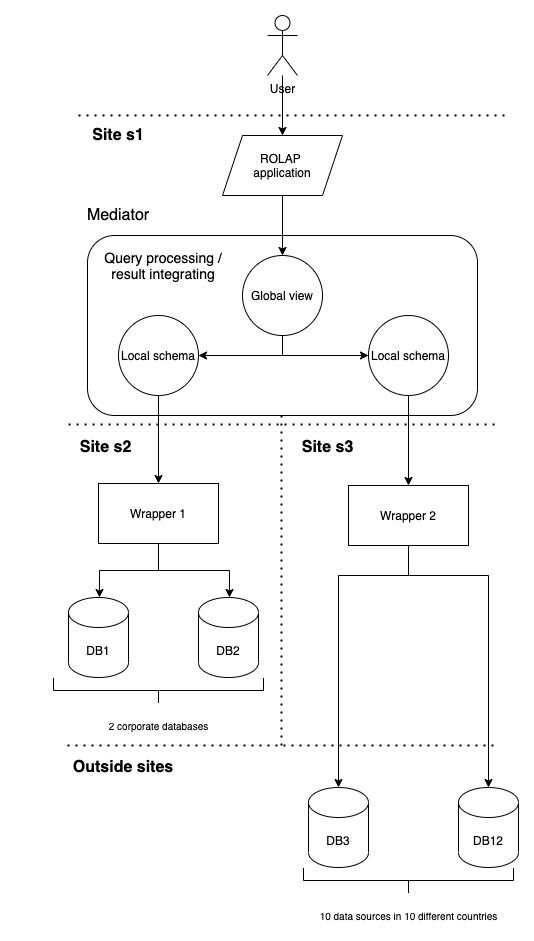 User
Site s1
ROLAP
application
Mediator
Query processing /
result integrating
Global view
Local schema
Local schema
Site s2
Site s3
Wrapper 1
Wrapper 2
DB1
DB2
2 corporate databases
Outside sites
DB3
DB12
10 data sources in 10 different countries